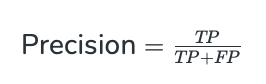 Precision = TP / TP+FP